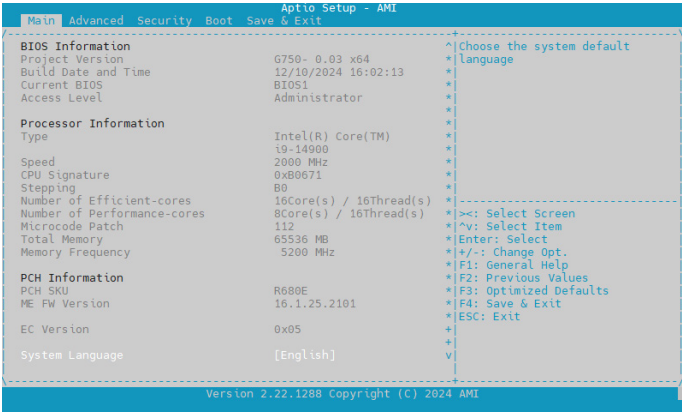 Aptio Setup - AMI
Main Advanced Security Boot Save & Exit
BIOS Information
Project Version G750- 0.03 x64
Build Date and Time 12/10/2024 16:02:13
Current BIOS BIOS1
Access Level Administrator
Processor Information
Type Intel(R) Core(TM)
i9-14900
Speed 2000 MHz
CPU Signature 0xB0671
Stepping B0
Number of Efficient-cores 16Core(s) / 16Thread(s)
Number of Performance-cores 8Core(s) / 16Thread(s)
Microcode Patch 112
Total Memory 65536 MB
Memory Frequency 5200 MHz
PCH Information
PCH SKU R680E
ME FW Version 16.1.25.2101
EC Version 0x05
System Language [English]
Choose the system default
language
><: Select Screen
^v: Select Item
Enter: Select
+/-: Change Opt.
F1: General Help
F2: Previous Values
F3: Optimized Defaults
F4: Save & Exit
ESC: Exit
Version 2.22.1288 Copyright (C) 2024 AMI